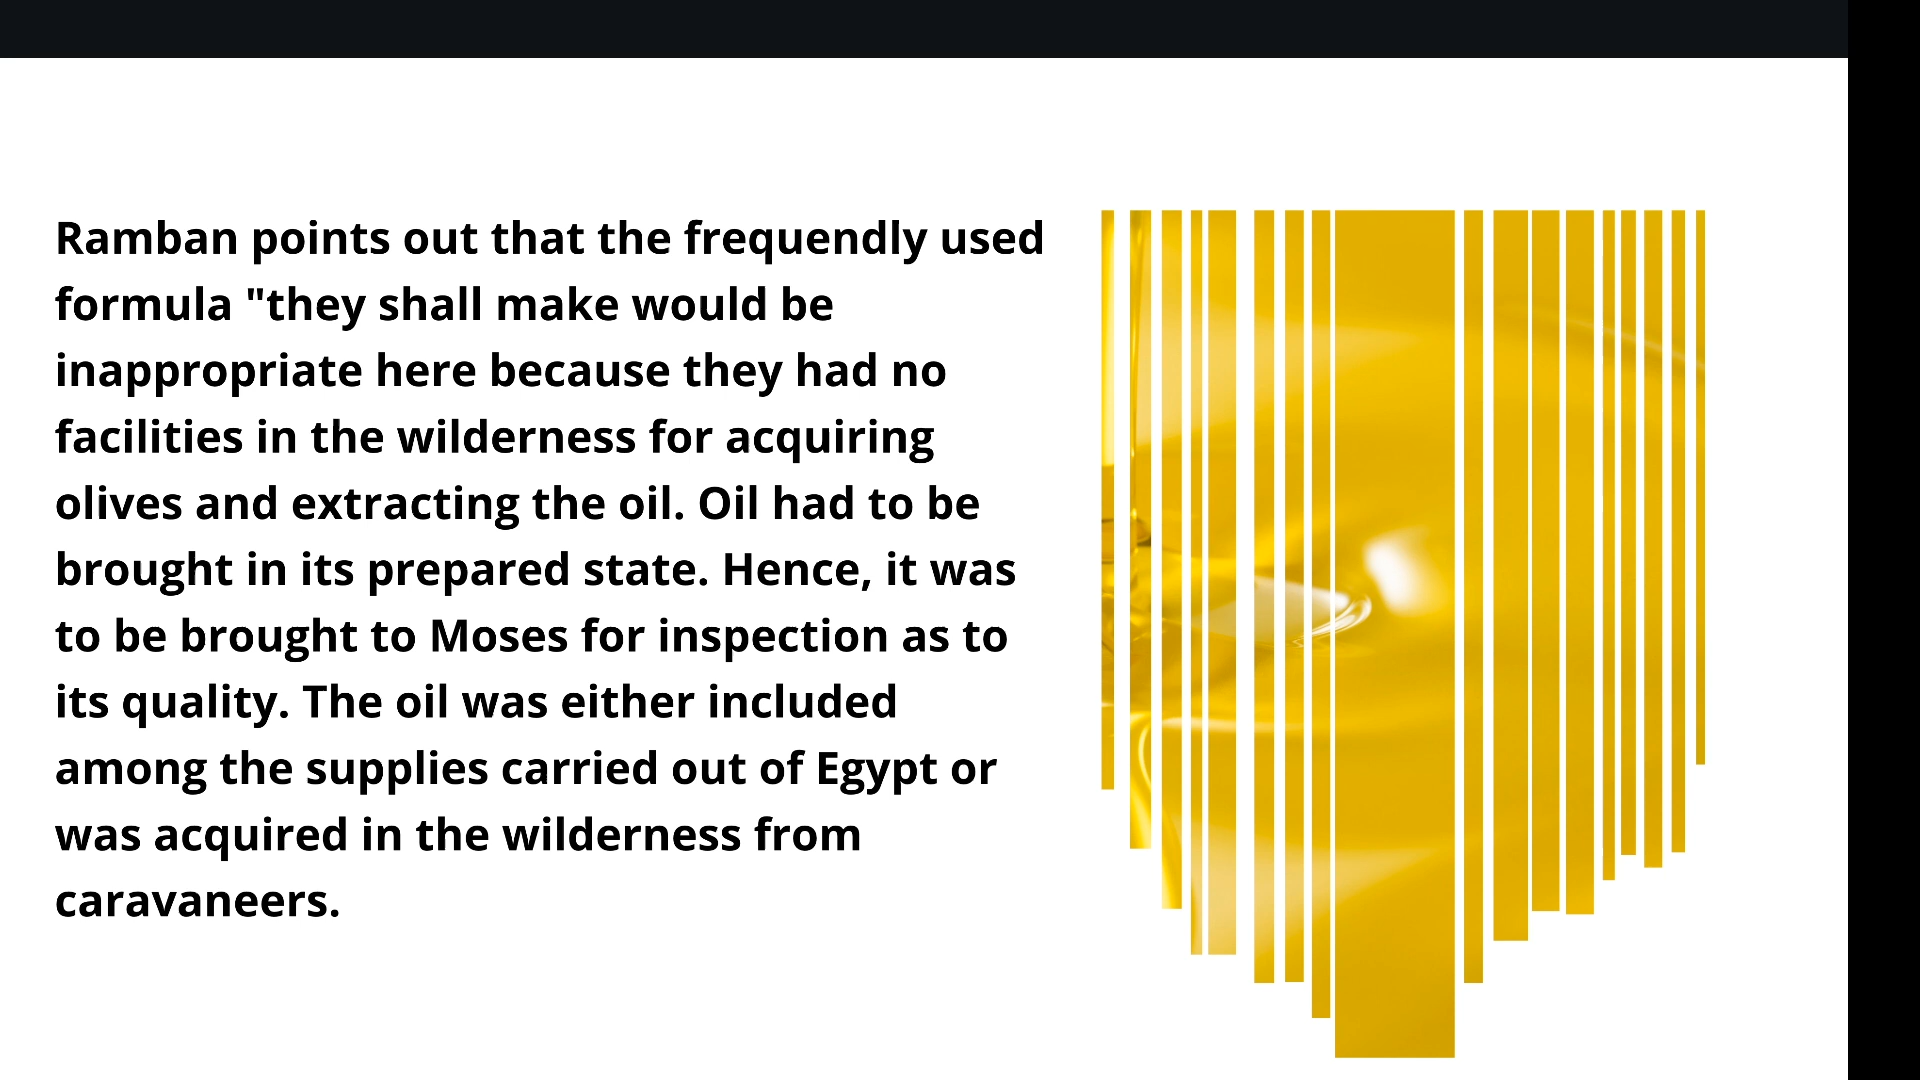 Ramban points out that the frequendly used
formula "they shall make would be
inappropriate here because they had no
facilities in the wilderness for acquiring
olives and extracting the oil. Oil had to be
brought in its prepared state. Hence, it was
to be brought to Moses for inspection as to
its quality. The oil was either included
among the supplies carried out of Egypt or
was acquired in the wilderness from
caravaneers.